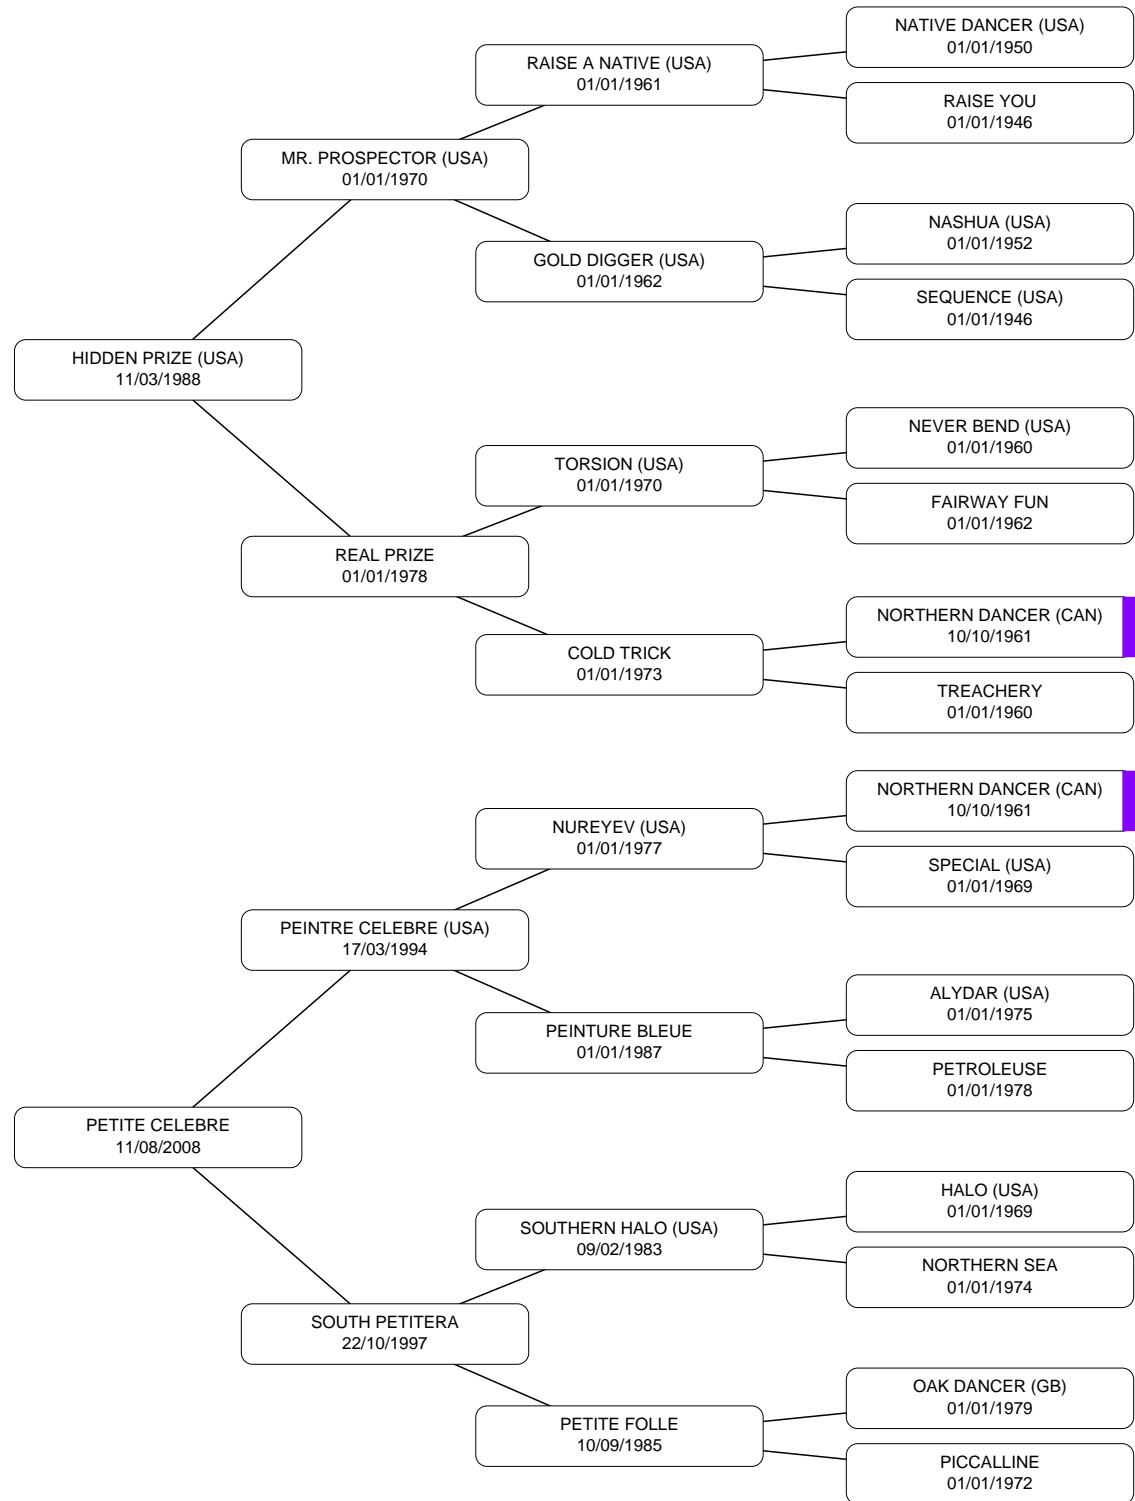 NATIVE DANCER (USA)
01/01/1950
RAISE A NATIVE (USA)
01/01/1961
RAISE YOU
01/01/1946
MR. PROSPECTOR (USA)
01/01/1970
NASHUA (USA)
01/01/1952
GOLD DIGGER (USA)
01/01/1962
SEQUENCE (USA)
01/01/1946
HIDDEN PRIZE (USA)
11/03/1988
NEVER BEND (USA)
01/01/1960
TORSION (USA)
01/01/1970
FAIRWAY FUN
01/01/1962
REAL PRIZE
01/01/1978
NORTHERN DANCER (CAN)
10/10/1961
COLD TRICK
01/01/1973
TREACHERY
01/01/1960
NORTHERN DANCER (CAN)
10/10/1961
NUREYEV (USA)
01/01/1977
SPECIAL (USA)
01/01/1969
PEINTRE CELEBRE (USA)
17/03/1994
ALYDAR (USA)
01/01/1975
PEINTURE BLEUE
01/01/1987
PETROLEUSE
01/01/1978
PETITE CELEBRE
11/08/2008
HALO (USA)
01/01/1969
SOUTHERN HALO (USA)
09/02/1983
NORTHERN SEA
01/01/1974
SOUTH PETITERA
22/10/1997
OAK DANCER (GB)
01/01/1979
PETITE FOLLE
10/09/1985
PICCALLINE
01/01/1972